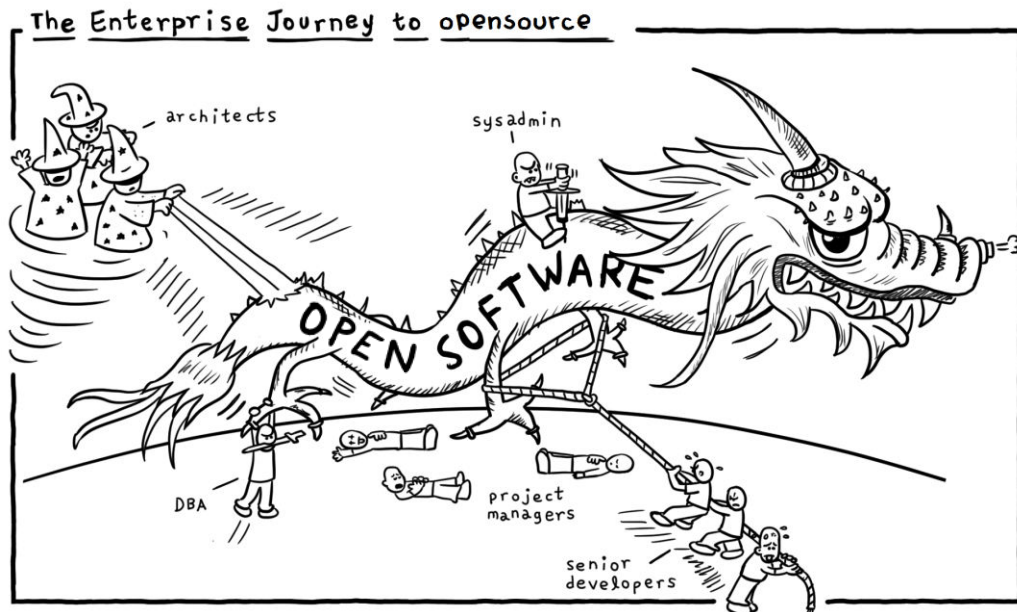 The Enterprise Journey to opensource
architects
sysadmin
OPEN SOFTWARE
DBA
project
managers
senior
developers